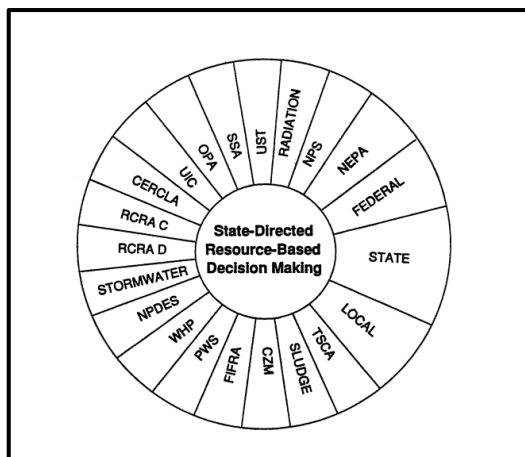 State-Directed
Resource-Based
Decision Making
UST
RADIATION
NPS
NEPA
FEDERAL
STATE
LOCAL
TSCA
SLUDGE
CZM
FIFRA
PWS
WHP
NPDES
STORMWATER
RCRA D
RCRA C
CERCLA
UIC
OPA
SSA